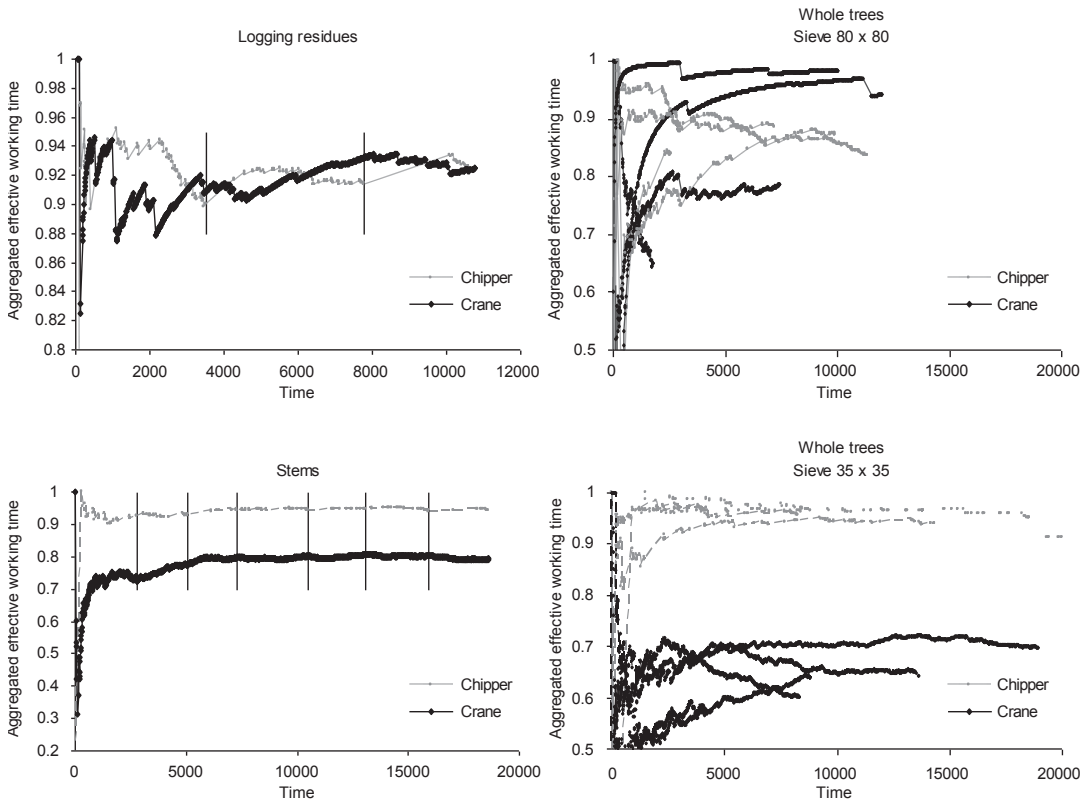 Logging residues
Aggregated effective working time
1
0.98
0.96
0.94
0.92
0.9
0.88
0.86
0.84
0.82
0.8
0 2000 4000 6000 8000 10000 12000
Time
Chipper
Crane
Whole trees
Sieve 80 x 80
Aggregated effective working time
1
0.9
0.8
0.7
0.6
0.5
0 5000 10000 15000 20000
Time
Chipper
Crane
Stems
Aggregated effective working time
1
0.9
0.8
0.7
0.6
0.5
0.4
0.3
0.2
0 5000 10000 15000 20000
Time
Chipper
Crane
Whole trees
Sieve 35 x 35
Aggregated effective working time
1
0.9
0.8
0.7
0.6
0.5
0 5000 10000 15000 20000
Time
Chipper
Crane